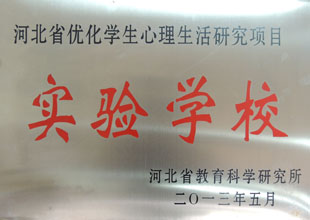 河北省优化学生心理生活研究项目
实验学校
河北省教育科学研究所
二〇一三年五月